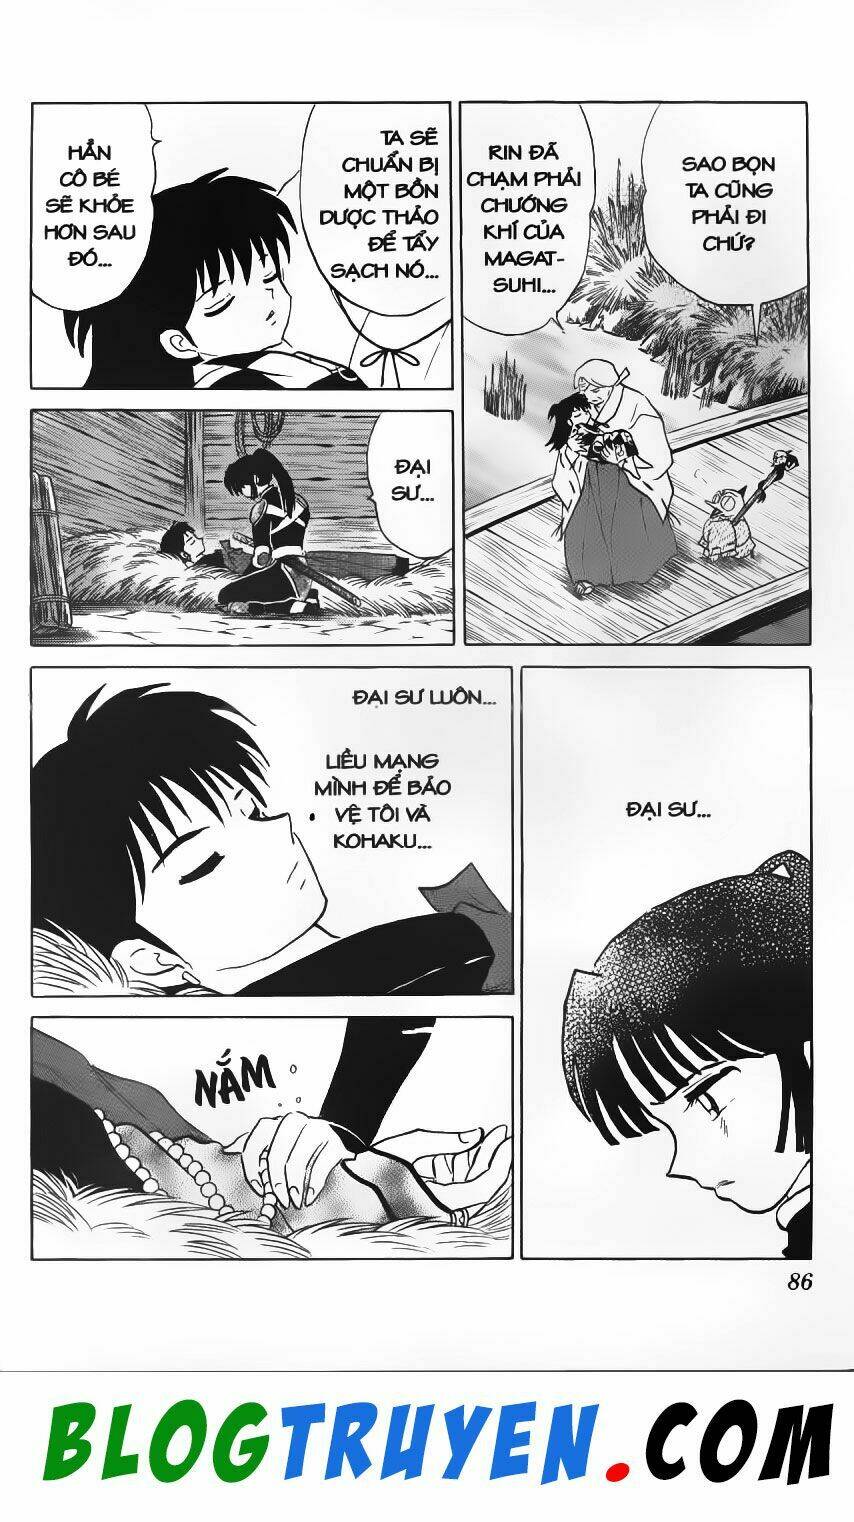 SAO BỌN
TA CŨNG
PHẢI ĐI
CHỨ?
RIN ĐÃ
CHẠM PHẢI
CHƯỚNG
KHÍ CỦA
MAGAT-
SUHI...
TA SẼ
CHUẨN BỊ
MỘT BỒN
DƯỢC THẢO
ĐỂ TẨY
SẠCH NÓ...
HẲN
CÔ BÉ
SẼ KHỎE
HƠN SAU
ĐÓ...
ĐẠI
SƯ...
ĐẠI SƯ...
ĐẠI SƯ LUÔN...
LIỀU MẠNG
MÌNH ĐỂ BẢO
VỆ TÔI VÀ
KOHAKU...
NẮM
86
BLOGTRUYEN.COM